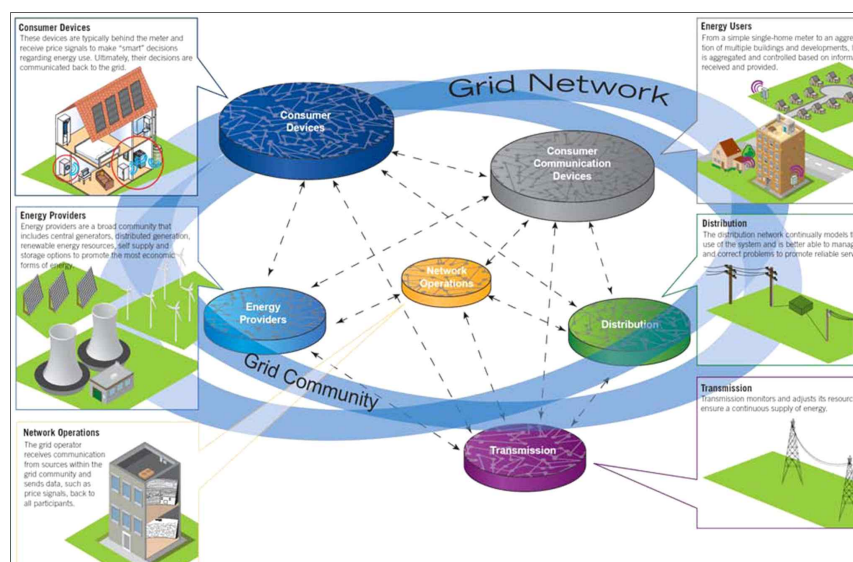 Consumer Devices
These devices are typically behind the meter and
receive price signals to make "smart" decisions
regarding energy use. Ultimately, their decisions are
communicated back to the grid.
Energy Users
From a simple single-home meter to an
tion of multiple buildings and developments,
is aggregated and controlled based on
received and provided.
Grid Network
Consumer
Devices
Consumer
Communication
Devices
Energy Providers
Energy providers are a broad community that
includes central generators, distributed generation,
renewable energy resources, self supply and
storage options to promote the most economic
forms of energy.
Distribution
The distribution network continually models
use of the system and is better able to
and correct problems to promote reliable
Network
Operations
Energy
Providers
Distribution
Grid Community
Transmission
Transmission monitors and adjusts its
ensure a continuous supply of energy.
Transmission
Network Operations
The grid operator
receives communication
from sources within the
grid community and
sends data, such as
price signals, back to
all participants.